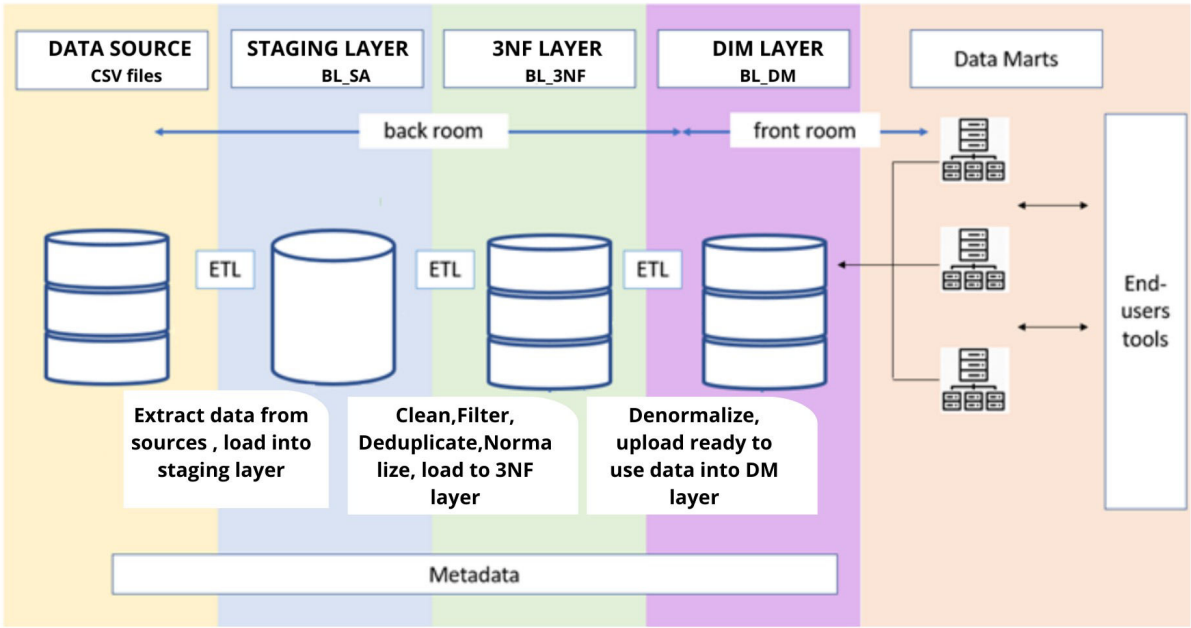 DATA SOURCE
CSV files
STAGING LAYER
BL_SA
3NF LAYER
BL_3NF
DIM LAYER
BL_DM
Data Marts
back room
front room
ETL
ETL
ETL
End-
users
tools
Extract data from
sources , load into
staging layer
Clean,Filter,
Deduplicate,Norma
lize, load to 3NF
layer
Denormalize,
upload ready to
use data into DM
layer
Metadata